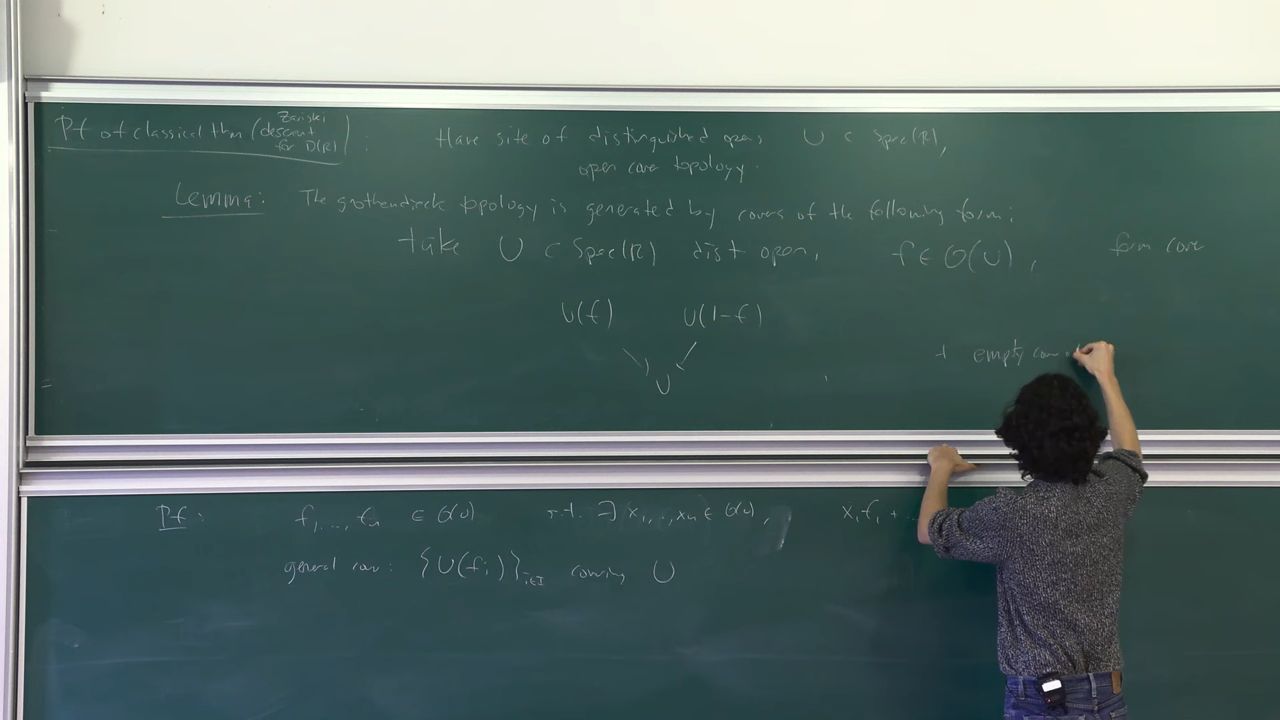 Pf of classical thm (Zariski descent for D(R)) : Have site of distinguished opens U ⊂ Spec(R),
open cover topology.
Lemma: The grothendieck topology is generated by covers of the following form:
take U ⊂ Spec(R) dist open, f ∈ O(U), form cover
U(f) U(1-f)
U
+ empty cover
Pf: f₁,...,fₙ ∈ O(U) s.t. ∃ x₁,..,xₙ ∈ O(U), x₁f₁ + ..
general cov: {U(fᵢ)}ᵢ∈I covering U